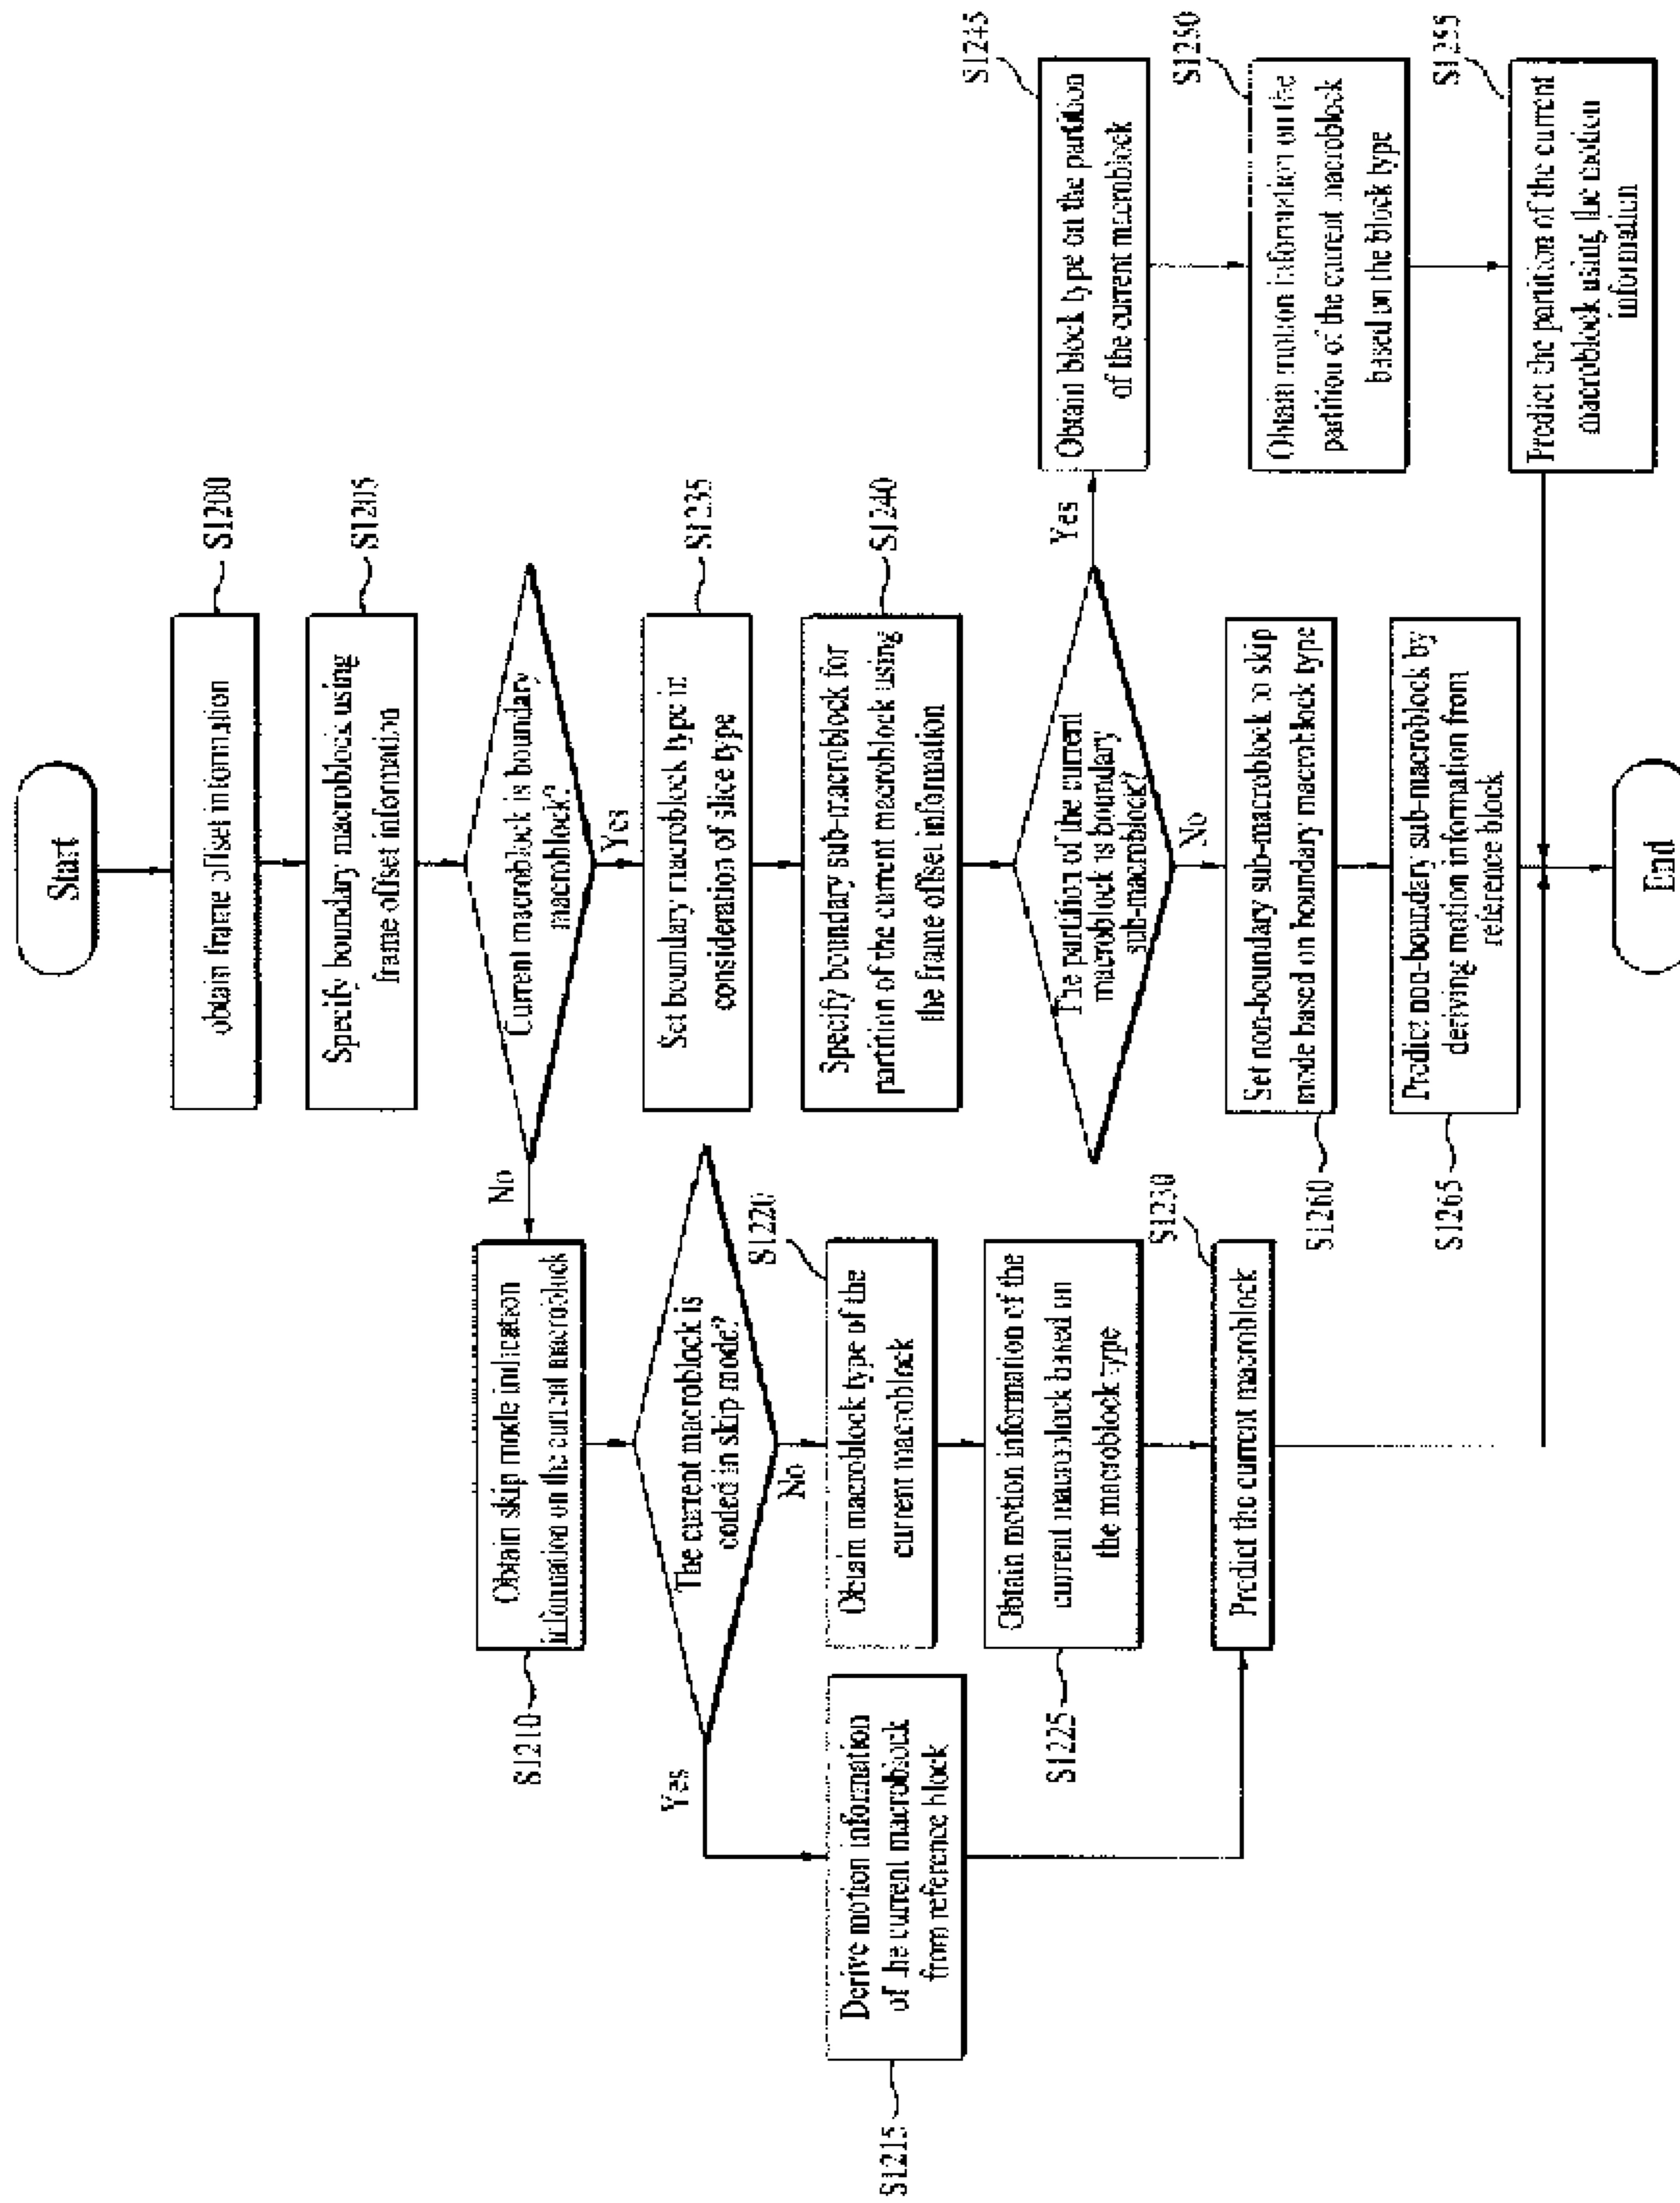 Start
S1200
obtain frame offset information
S1205
Specify boundary macroblock using
frame offset information
Current macroblock is boundary
macroblock?
No
Yes
S1210
Obtain skip mode indication
information on the current macroblock
The current macroblock is
coded in skip mode?
Yes
No
S1215
Derive motion information
of the current macroblock
from reference block
S1220
Obtain macroblock type of the
current macroblock
S1225
Obtain motion information of the
current macroblock based on
the macroblock type
S1230
Predict the current macroblock
S1235
Set boundary macroblock type in
consideration of slice type
S1240
Specify boundary sub-macroblock for
partition of the current macroblock using
the frame offset information
The partition of the current
macroblock is boundary
sub-macroblock?
Yes
No
S1245
Obtain block type on the partition
of the current macroblock
S1250
Obtain motion information on the
partition of the current macroblock
based on the block type
S1255
Predict the partition of the current
macroblock using the motion
information
S1260
Set non-boundary sub-macroblock to skip
mode based on boundary macroblock type
S1265
Predict non-boundary sub-macroblock by
deriving motion information from
reference block
End